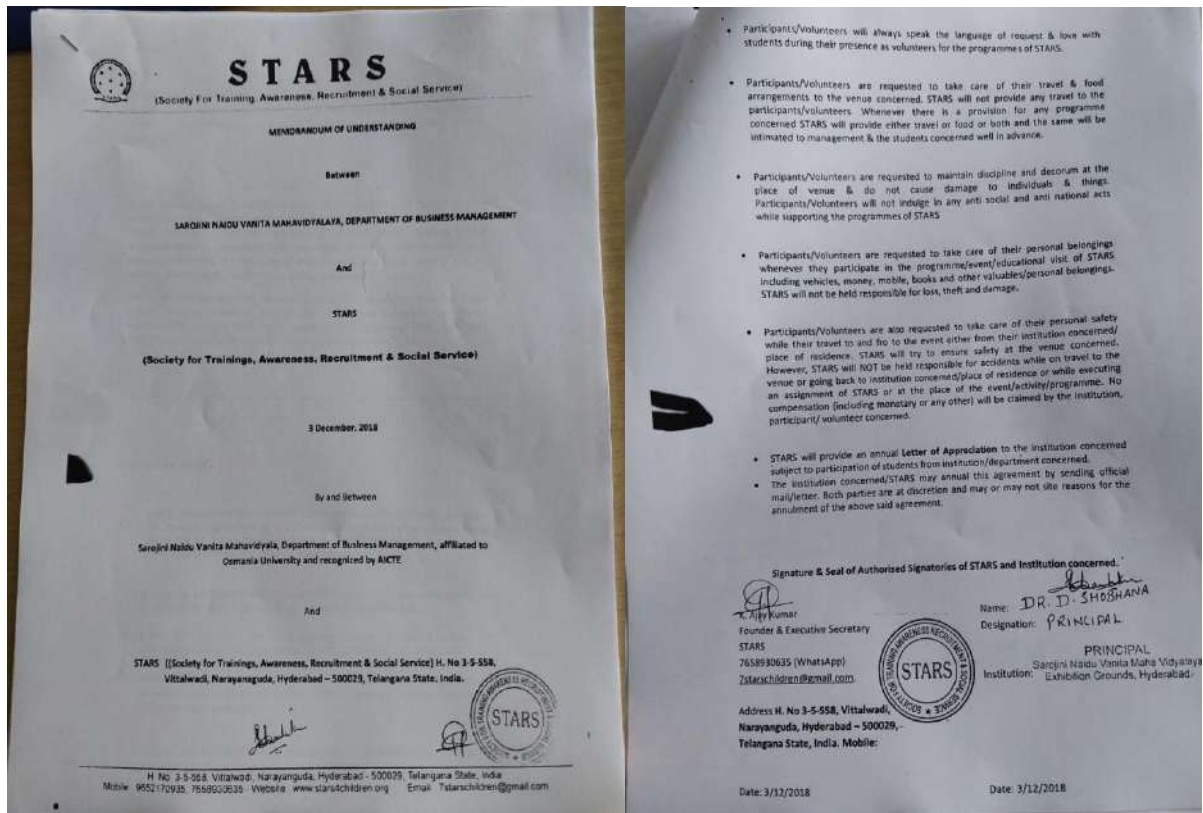 STARS
(Society For Training, Awareness, Recruitment & Social Service)
STARS
MEMORANDUM OF UNDERSTANDING
Between
SAROJINI NAIDU VANITA MAHAVIDYALAYA, DEPARTMENT OF BUSINESS MANAGEMENT
And
STARS
(Society for Trainings, Awareness, Recruitment & Social Service)
3 December, 2018
By and Between
Sarojini Naidu Vanita Mahavidyala, Department of Business Management, affiliated to
Osmania University and recognized by AICTE
And
STARS [(Society for Trainings, Awareness, Recruitment & Social Service] H. No 3-5-558,
Vittalwadi, Narayanaguda, Hyderabad – 500029, Telangana State, India.
STARS
H. No. 3-5-558, Vittalwadi, Narayanguda, Hyderabad - 500029, Telangana State, India
Mobile: 9652170935, 7658930635 - Website: www.stars4children.org Email: 7starschildren@gmail.com
• Participants/Volunteers will always speak the language of request & love with
students during their presence as volunteers for the programmes of STARS.
• Participants/Volunteers are requested to take care of their travel & food
arrangements to the venue concerned. STARS will not provide any travel to the
participants/volunteers. Whenever there is a provision for any programme
concerned STARS will provide either travel or food or both and the same will be
intimated to management & the students concerned well in advance.
• Participants/Volunteers are requested to maintain discipline and decorum at the
place of venue & do not cause damage to individuals & things.
Participants/Volunteers will not indulge in any anti social and anti national acts
while supporting the programmes of STARS
• Participants/Volunteers are requested to take care of their personal belongings
whenever they participate in the programme/event/educational visit of STARS
including vehicles, money, mobile, books and other valuables/personal belongings.
STARS will not be held responsible for loss, theft and damage.
• Participants/Volunteers are also requested to take care of their personal safety
while their travel to and fro to the event either from their institution concerned/
place of residence. STARS will try to ensure safety at the venue concerned.
However, STARS will NOT be held responsible for accidents while on travel to the
venue or going back to institution concerned/place of residence or while executing
an assignment of STARS or at the place of the event/activity/programme. No
compensation (including monetary or any other) will be claimed by the institution,
participant/ volunteer concerned.
• STARS will provide an annual Letter of Appreciation to the institution concerned
subject to participation of students from institution/department concerned.
• The institution concerned/STARS may annual this agreement by sending official
mail/letter. Both parties are at discretion and may or may not site reasons for the
annulment of the above said agreement.
Signature & Seal of Authorised Signatories of STARS and Institution concerned.
K. Ajay Kumar
Founder & Executive Secretary
STARS
7658930635 (WhatsApp)
7starschildren@gmail.com.
Address H. No 3-5-558, Vittalwadi,
Narayanguda, Hyderabad – 500029,
Telangana State, India. Mobile:
Date: 3/12/2018
SOCIETY FOR TRAINING AWARENESS RECRUITMENT & SOCIAL SERVICE
STARS
Name: DR. D. SHOBHANA
Designation: PRINCIPAL
PRINCIPAL
Institution: Sarojini Naidu Vanita Maha Vidyalaya
Exhibition Grounds, Hyderabad.
Date: 3/12/2018